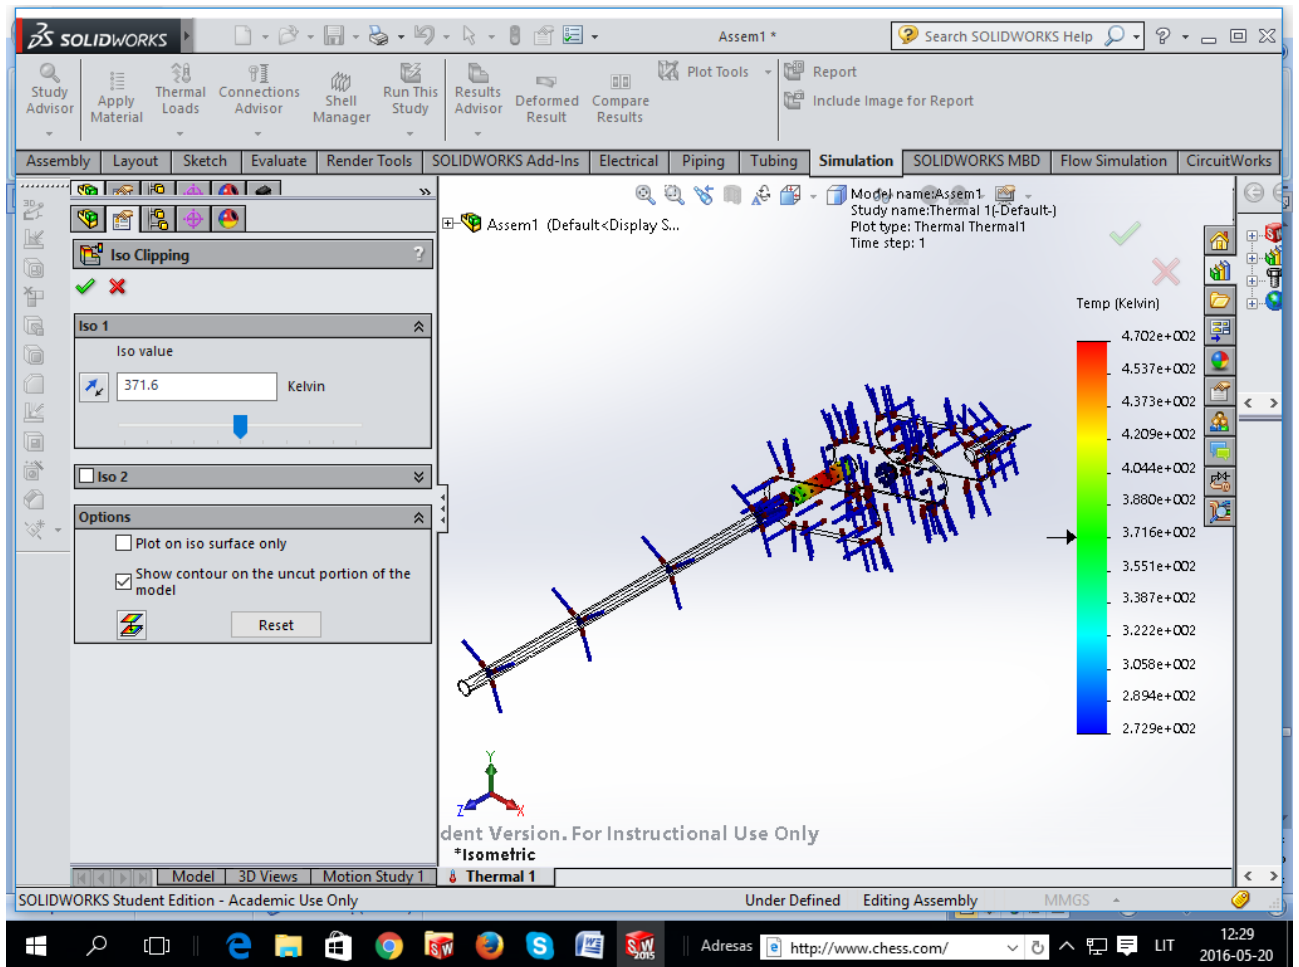 SOLIDWORKS
Assem1 *
Search SOLIDWORKS Help
?
Study Advisor
Apply Material
Thermal Loads
Connections Advisor
Shell Manager
Run This Study
Results Advisor
Deformed Result
Compare Results
Plot Tools
Report
Include Image for Report
Assembly Layout Sketch Evaluate Render Tools SOLIDWORKS Add-Ins Electrical Piping Tubing Simulation SOLIDWORKS MBD Flow Simulation CircuitWorks
Assem1 (Default<Display S...
Model name:Assem1
Study name:Thermal 1(-Default-)
Plot type: Thermal Thermal1
Time step: 1
Iso Clipping
?
Iso 1
Iso value
371.6 Kelvin
Iso 2
Options
Plot on iso surface only
Show contour on the uncut portion of the
model
Reset
Temp (Kelvin)
4.702e+002
4.537e+002
4.373e+002
4.209e+002
4.044e+002
3.880e+002
3.716e+002
3.551e+002
3.387e+002
3.222e+002
3.058e+002
2.894e+002
2.729e+002
Y
Z
X
dent Version. For Instructional Use Only
*Isometric
Model 3D Views Motion Study 1 Thermal 1
SOLIDWORKS Student Edition - Academic Use Only
Under Defined Editing Assembly MMGS
Adresas http://www.chess.com/
LIT
12:29
2016-05-20